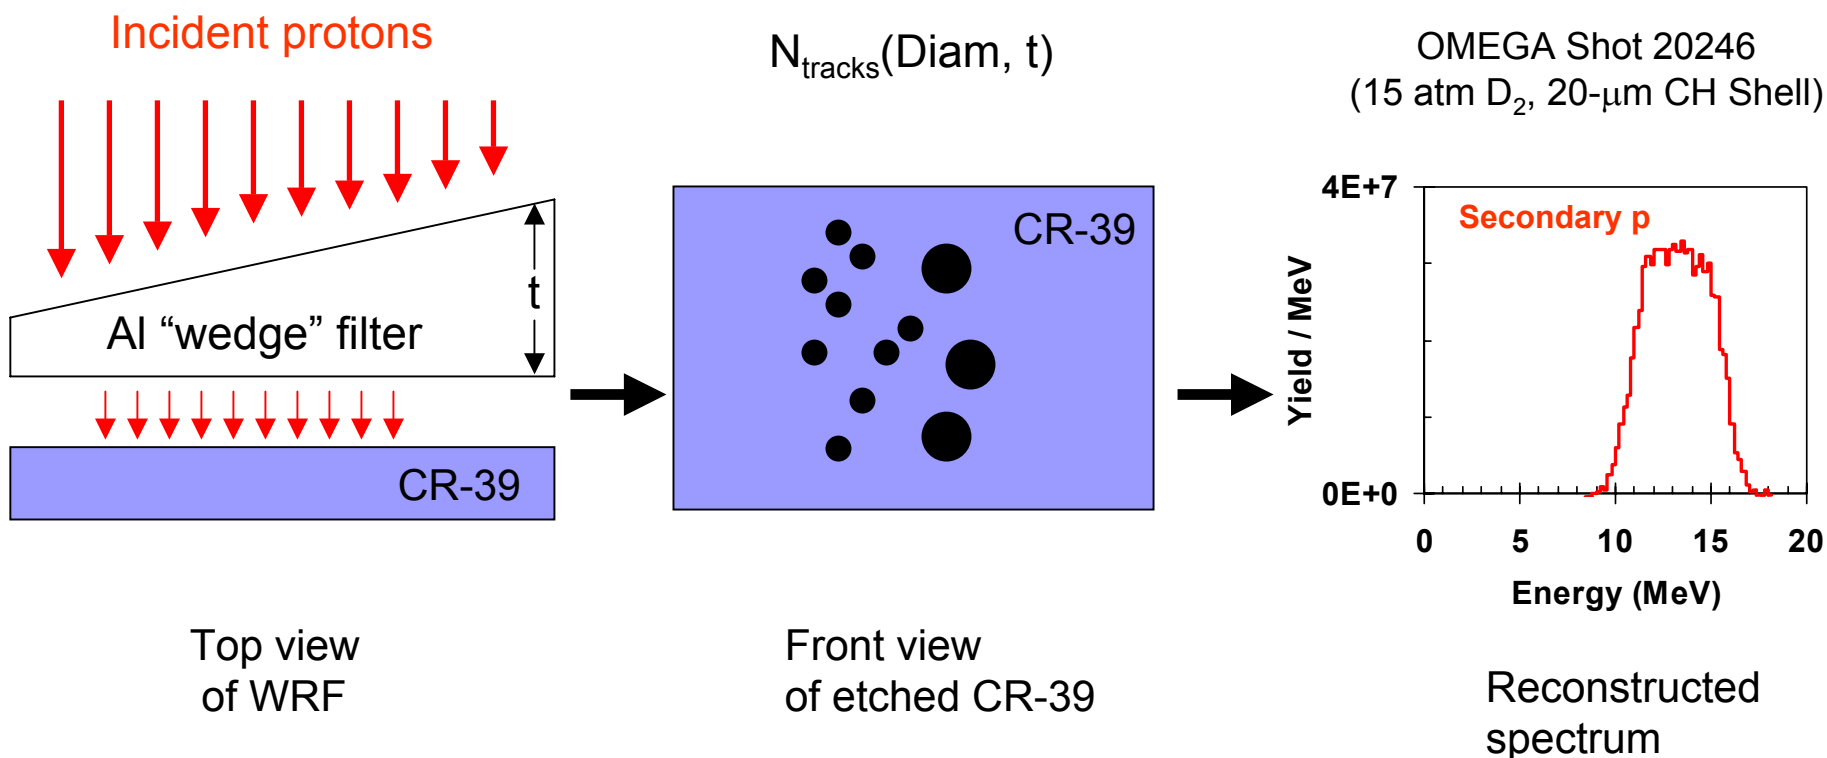 Incident protons
t
Al “wedge” filter
CR-39
Top view
of WRF
Ntracks(Diam, t)
CR-39
Front view
of etched CR-39
OMEGA Shot 20246
(15 atm D2, 20-μm CH Shell)
4E+7
Secondary p
Yield / MeV
0E+0
0 5 10 15 20
Energy (MeV)
Reconstructed
spectrum